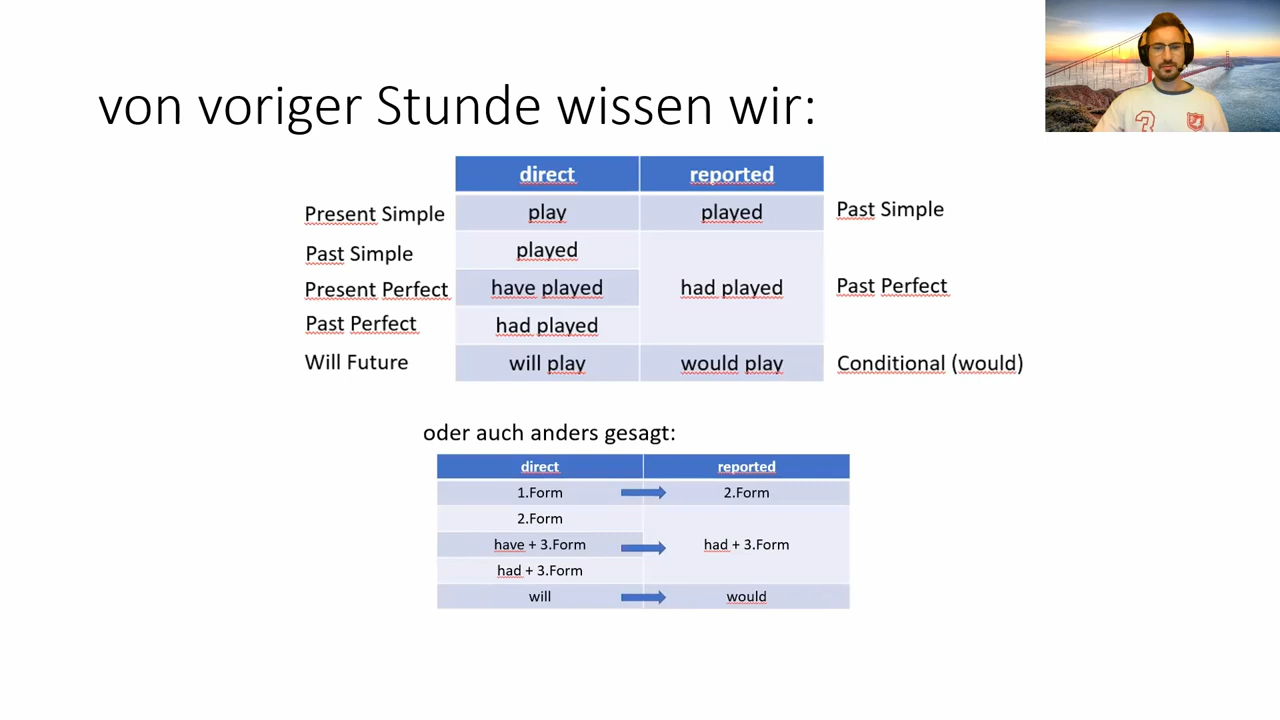 von voriger Stunde wissen wir:
direct reported
Present Simple play played Past Simple
Past Simple played
Present Perfect have played had played Past Perfect
Past Perfect had played
Will Future will play would play Conditional (would)
oder auch anders gesagt:
direct reported
1.Form 2.Form
2.Form
have + 3.Form had + 3.Form
had + 3.Form
will would
3